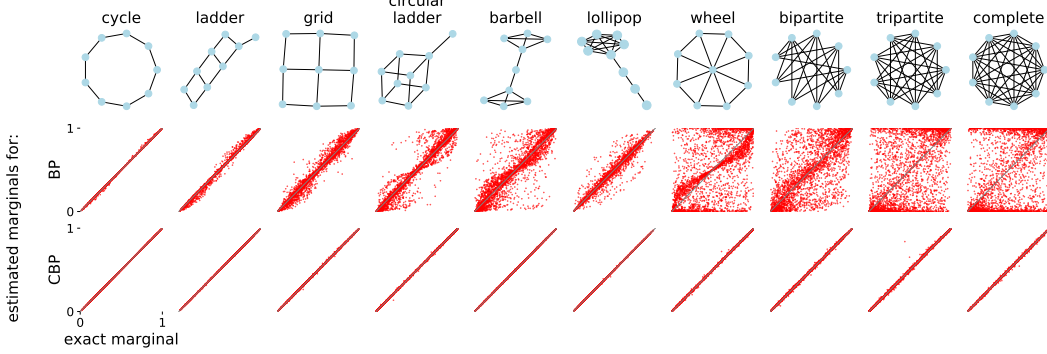 cycle ladder grid circular ladder barbell lollipop wheel bipartite tripartite complete
estimated marginals for:
BP
1
0
CBP
1
0
0 1
exact marginal